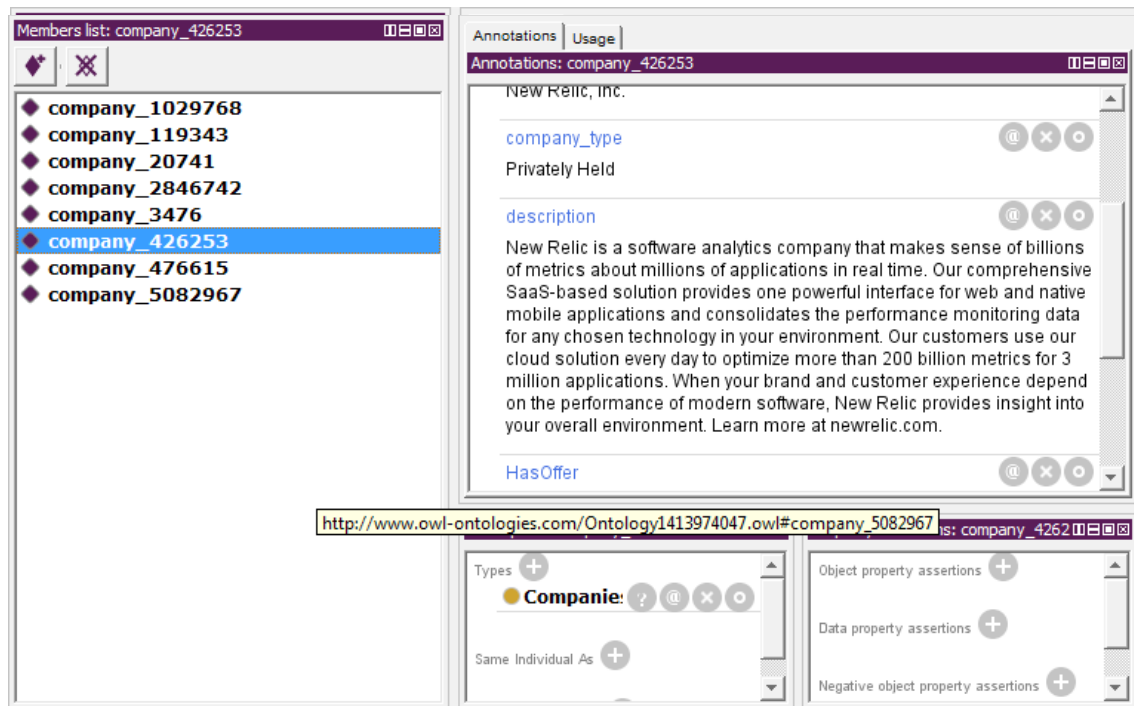 Members list: company_426253
company_1029768
company_119343
company_20741
company_2846742
company_3476
company_426253
company_476615
company_5082967
Annotations Usage
Annotations: company_426253
New Relic, Inc.
company_type
Privately Held
description
New Relic is a software analytics company that makes sense of billions
of metrics about millions of applications in real time. Our comprehensive
SaaS-based solution provides one powerful interface for web and native
mobile applications and consolidates the performance monitoring data
for any chosen technology in your environment. Our customers use our
cloud solution every day to optimize more than 200 billion metrics for 3
million applications. When your brand and customer experience depend
on the performance of modern software, New Relic provides insight into
your overall environment. Learn more at newrelic.com.
HasOffer
http://www.owl-ontologies.com/Ontology1413974047.owl#company_5082967
ns: company_4262
Types
Companie
Same Individual As
Object property assertions
Data property assertions
Negative object property assertions